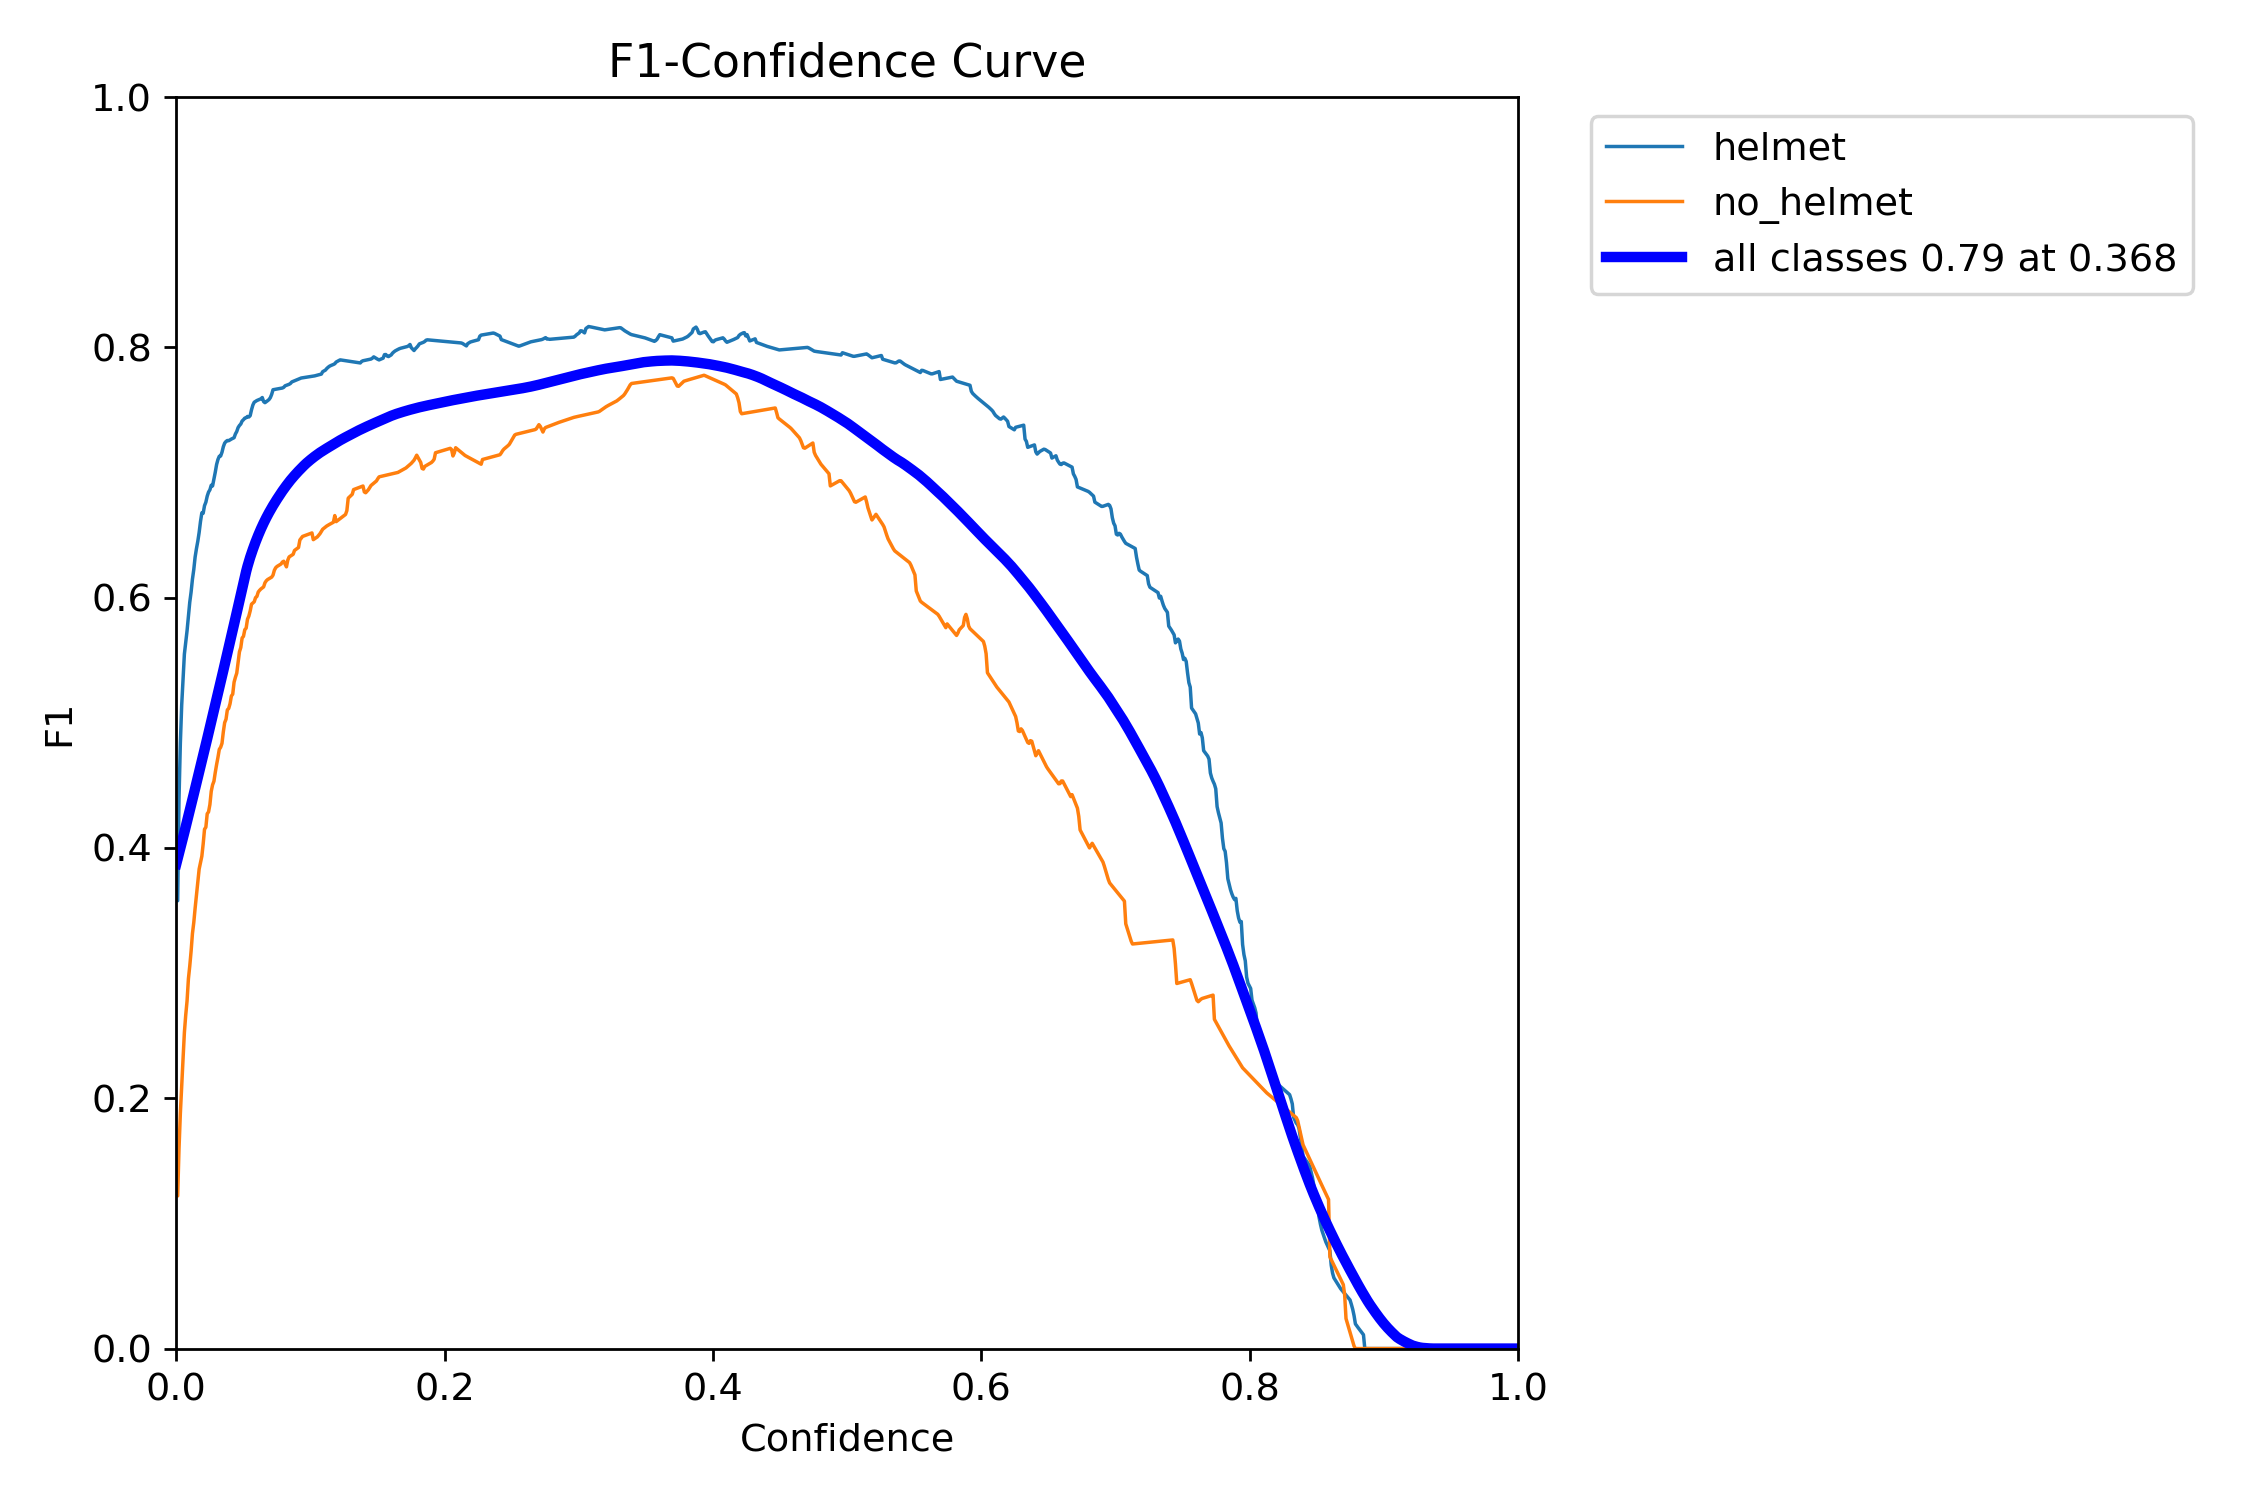 F1-Confidence Curve
1.0
0.8
0.6
0.4
0.2
0.0
F1
0.0 0.2 0.4 0.6 0.8 1.0
Confidence
helmet
no_helmet
all classes 0.79 at 0.368